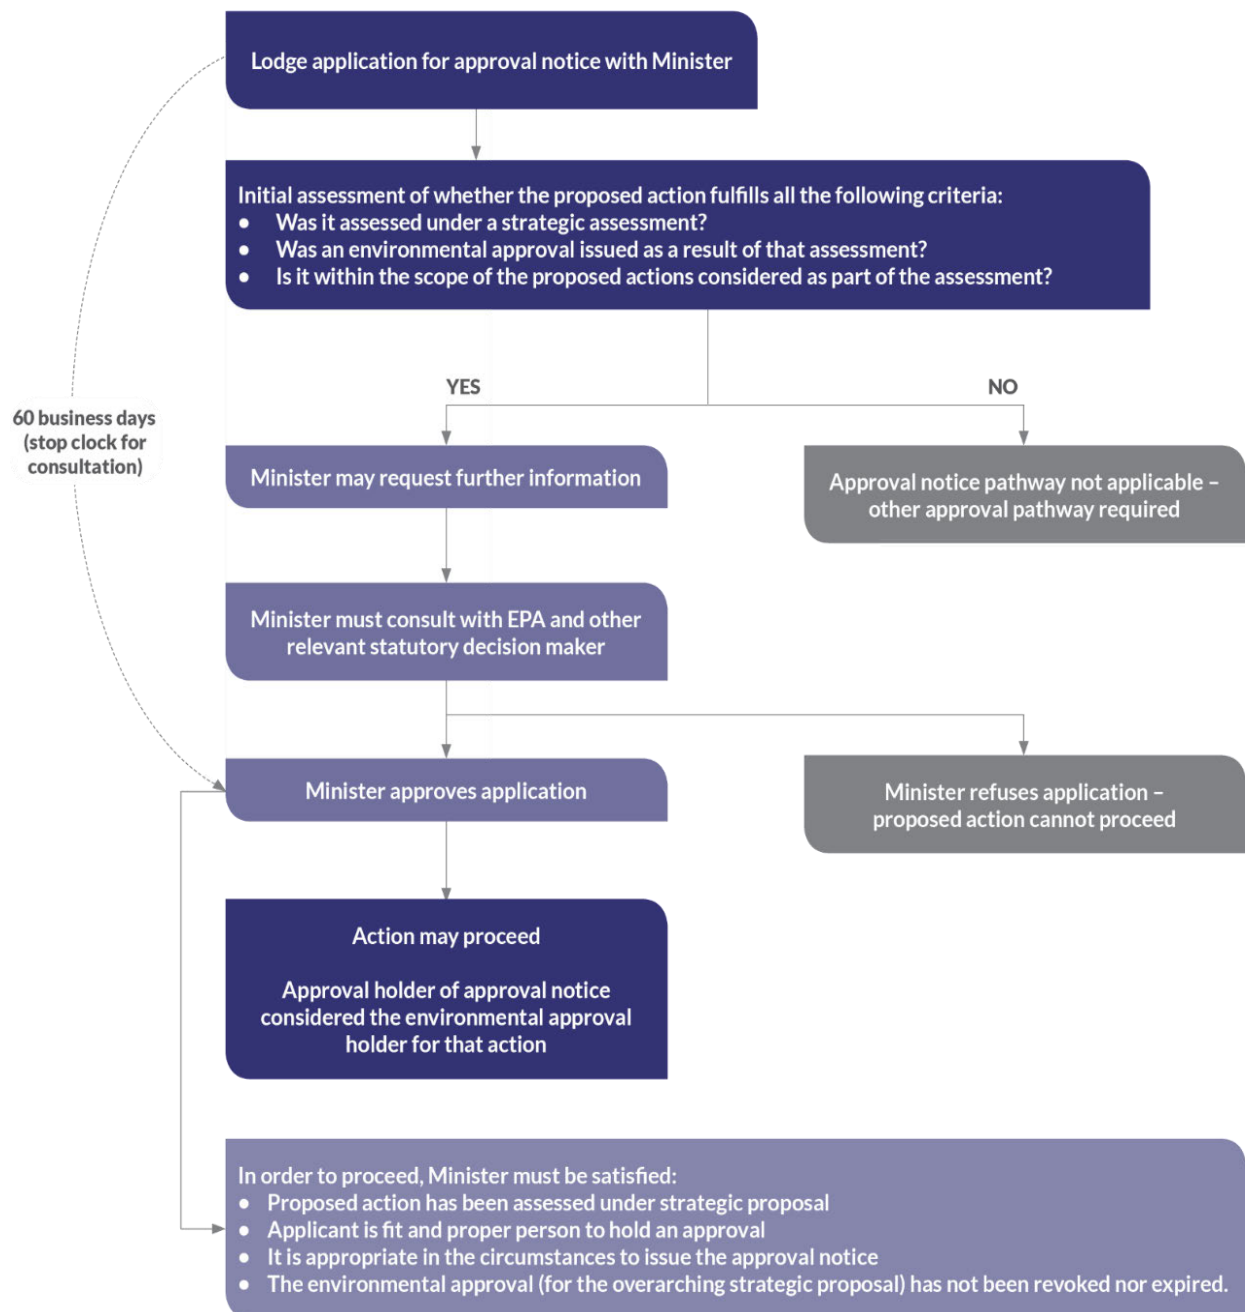 Lodge application for approval notice with Minister
Initial assessment of whether the proposed action fulfills all the following criteria:
● Was it assessed under a strategic assessment?
● Was an environmental approval issued as a result of that assessment?
● Is it within the scope of the proposed actions considered as part of the assessment?
YES
NO
60 business days
(stop clock for
consultation)
Minister may request further information
Approval notice pathway not applicable –
other approval pathway required
Minister must consult with EPA and other
relevant statutory decision maker
Minister approves application
Minister refuses application –
proposed action cannot proceed
Action may proceed
Approval holder of approval notice
considered the environmental approval
holder for that action
In order to proceed, Minister must be satisfied:
● Proposed action has been assessed under strategic proposal
● Applicant is fit and proper person to hold an approval
● It is appropriate in the circumstances to issue the approval notice
● The environmental approval (for the overarching strategic proposal) has not been revoked nor expired.